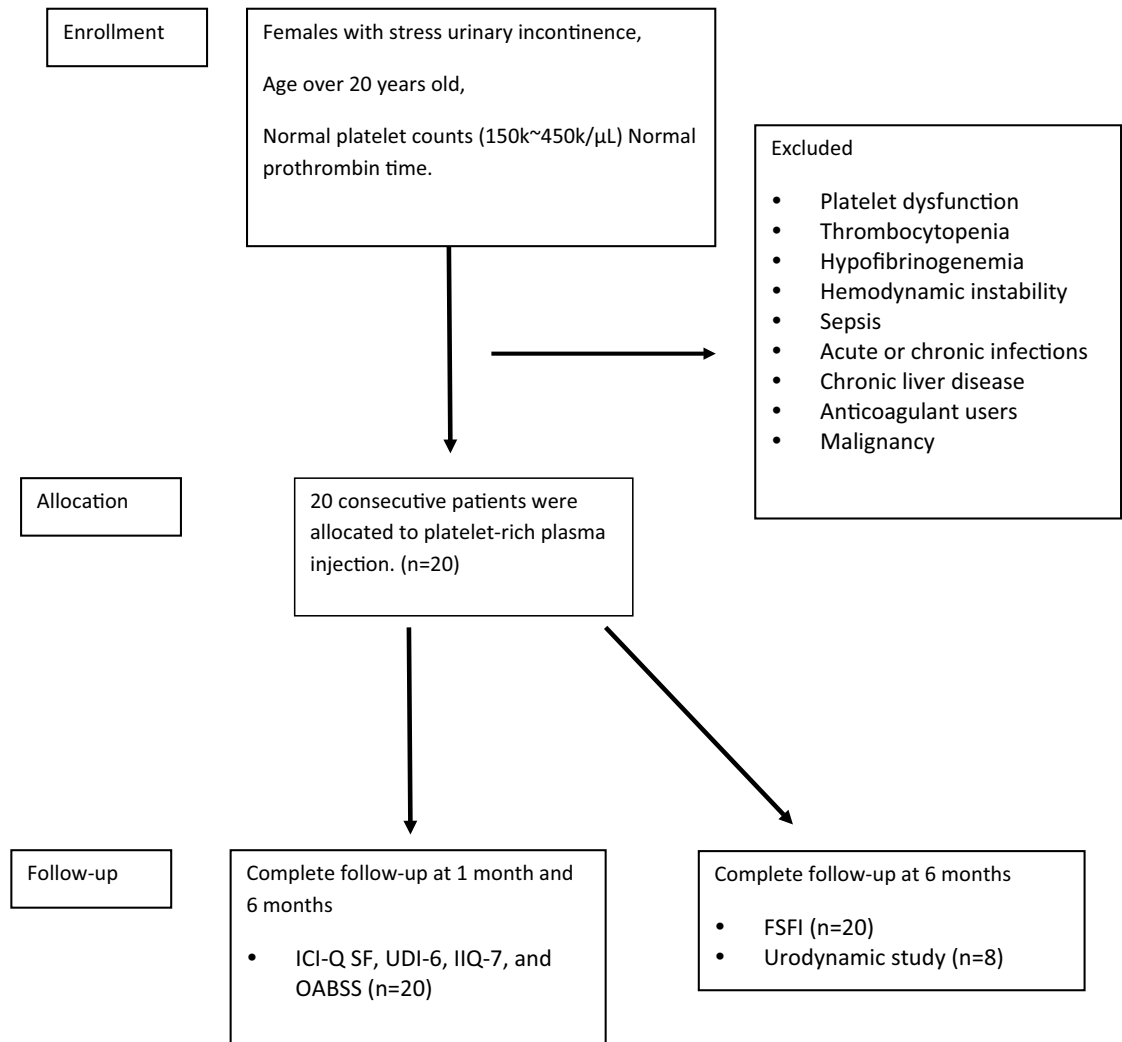 Enrollment
Females with stress urinary incontinence,
Age over 20 years old,
Normal platelet counts (150k~450k/µL) Normal
prothrombin time.
Excluded
• Platelet dysfunction
• Thrombocytopenia
• Hypofibrinogenemia
• Hemodynamic instability
• Sepsis
• Acute or chronic infections
• Chronic liver disease
• Anticoagulant users
• Malignancy
Allocation
20 consecutive patients were
allocated to platelet-rich plasma
injection. (n=20)
Follow-up
Complete follow-up at 1 month and
6 months
• ICI-Q SF, UDI-6, IIQ-7, and
OABSS (n=20)
Complete follow-up at 6 months
• FSFI (n=20)
• Urodynamic study (n=8)